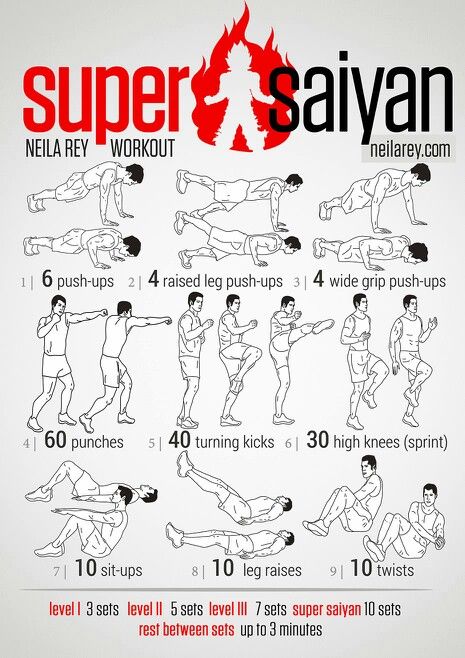 super saiyan
NEILA REY WORKOUT
neilarey.com
1| 6 push-ups
2| 4 raised leg push-ups
3| 4 wide grip push-ups
4| 60 punches
5| 40 turning kicks
6| 30 high knees (sprint)
7| 10 sit-ups
8| 10 leg raises
9| 10 twists
level I 3 sets level II 5 sets level III 7 sets super saiyan 10 sets
rest between sets up to 3 minutes